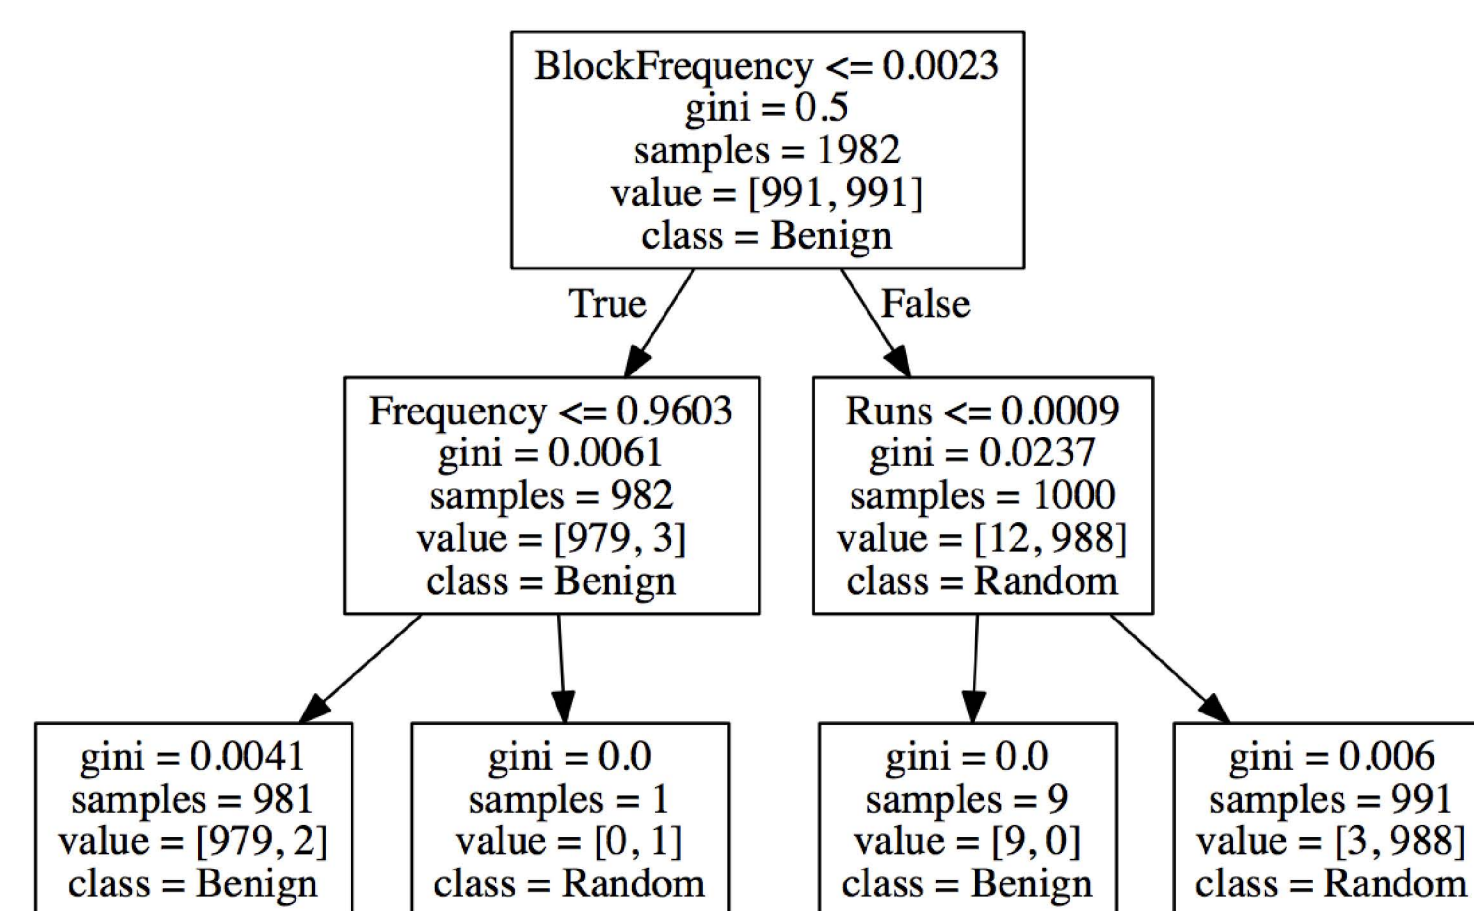 BlockFrequency <= 0.0023
gini = 0.5
samples = 1982
value = [991, 991]
class = Benign
True
False
Frequency <= 0.9603
gini = 0.0061
samples = 982
value = [979, 3]
class = Benign
Runs <= 0.0009
gini = 0.0237
samples = 1000
value = [12, 988]
class = Random
gini = 0.0041
samples = 981
value = [979, 2]
class = Benign
gini = 0.0
samples = 1
value = [0, 1]
class = Random
gini = 0.0
samples = 9
value = [9, 0]
class = Benign
gini = 0.006
samples = 991
value = [3, 988]
class = Random